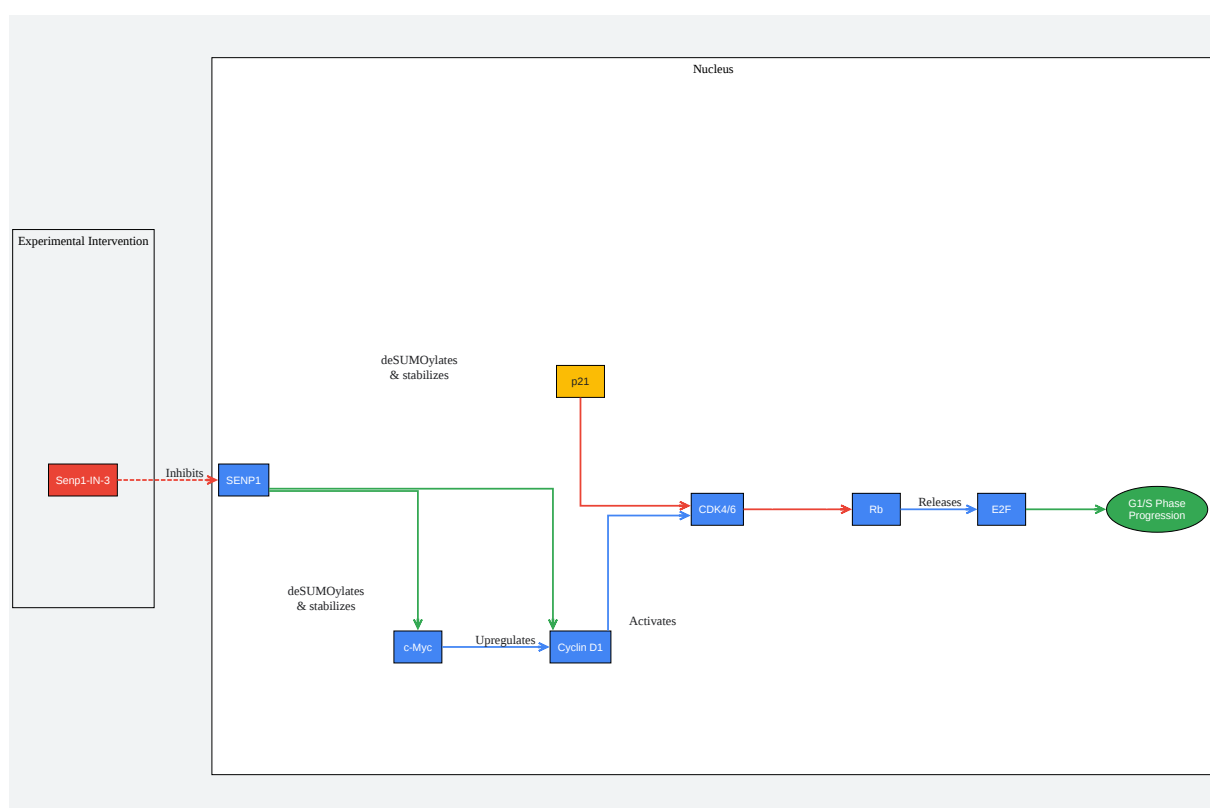 Nucleus
Experimental Intervention
deSUMOylates
& stabilizes
p21
Senp1-IN-3
Inhibits
SENP1
CDK4/6
Rb
Releases
E2F
G1/S Phase
Progression
deSUMOylates
& stabilizes
c-Myc
Upregulates
Cyclin D1
Activates